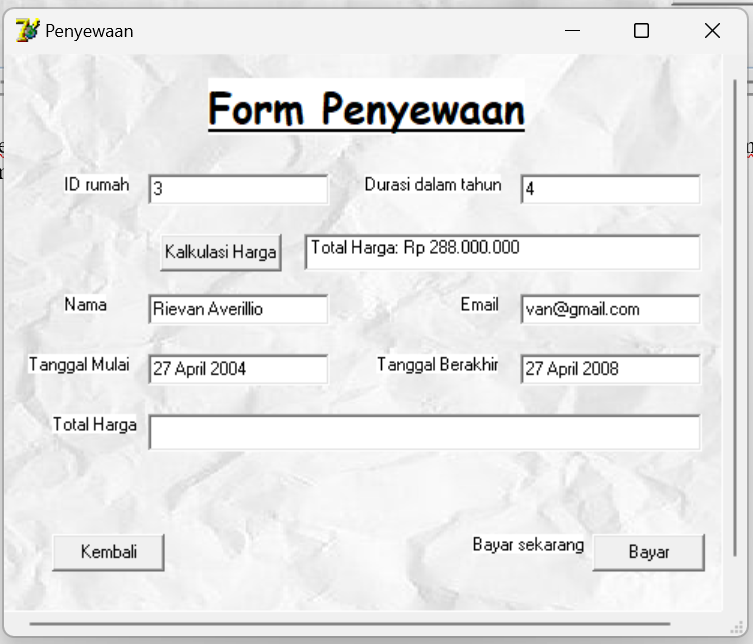 Penyewaan
Form Penyewaan
ID rumah 3 Durasi dalam tahun 4
Kalkulasi Harga Total Harga: Rp 288.000.000
Nama Rievan Averillio Email van@gmail.com
Tanggal Mulai 27 April 2004 Tanggal Berakhir 27 April 2008
Total Harga
Kembali Bayar sekarang Bayar